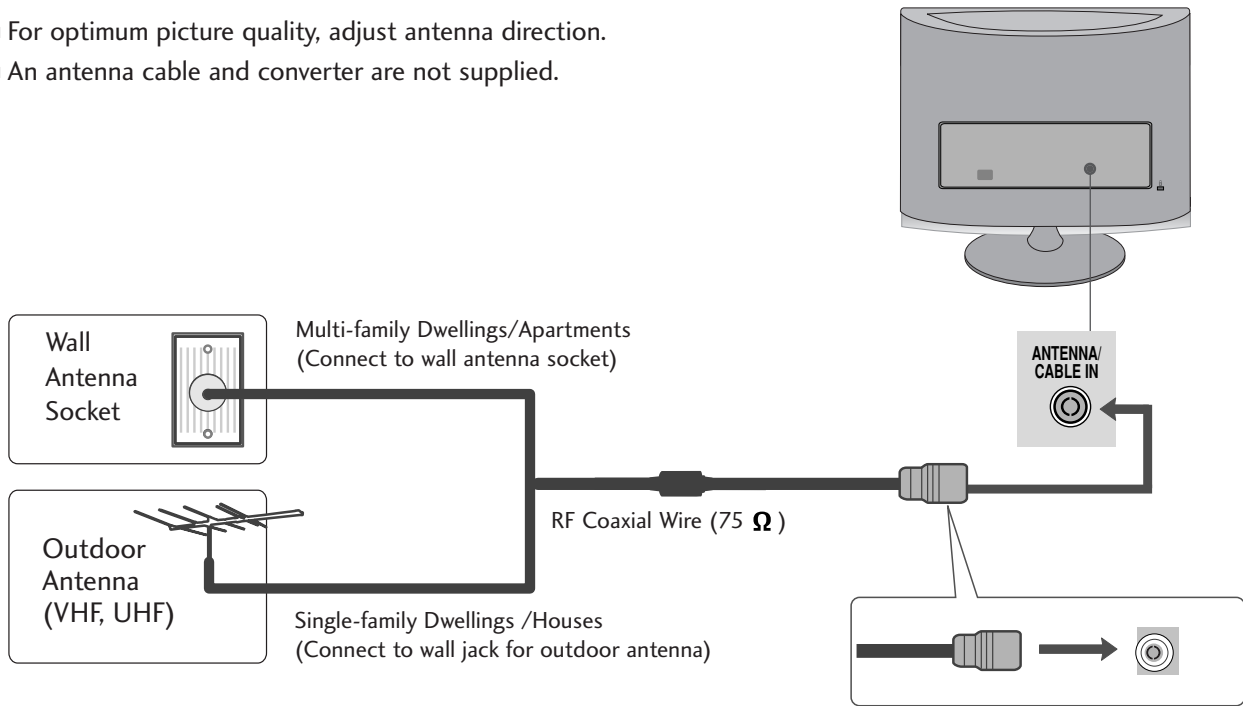 For optimum picture quality, adjust antenna direction.
An antenna cable and converter are not supplied.
Wall
Antenna
Socket
Multi-family Dwellings/Apartments
(Connect to wall antenna socket)
ANTENNA/
CABLE IN
RF Coaxial Wire (75 Ω )
Outdoor
Antenna
(VHF, UHF)
Single-family Dwellings /Houses
(Connect to wall jack for outdoor antenna)